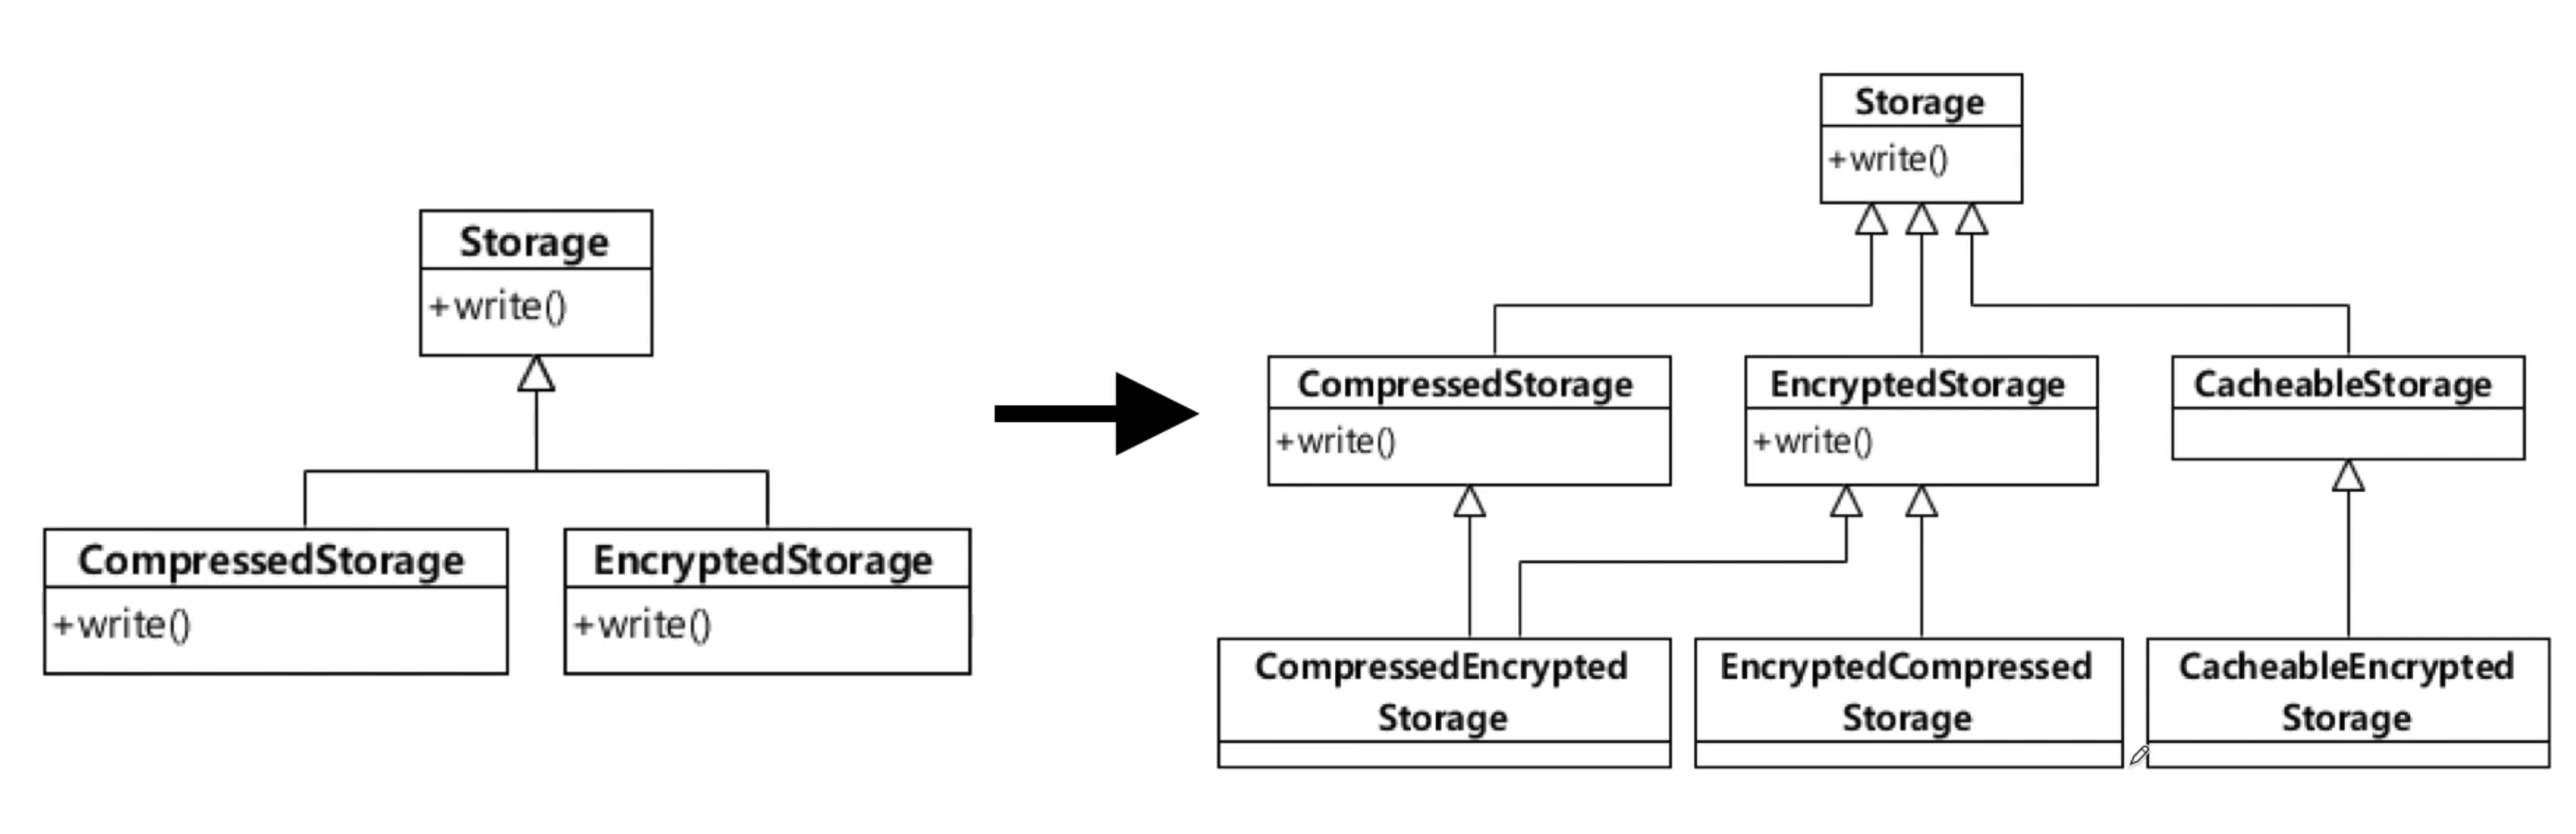 Storage
+write()
CompressedStorage
+write()
EncryptedStorage
+write()
Storage
+write()
CompressedStorage
+write()
EncryptedStorage
+write()
CacheableStorage
CompressedEncrypted
Storage
EncryptedCompressed
Storage
CacheableEncrypted
Storage